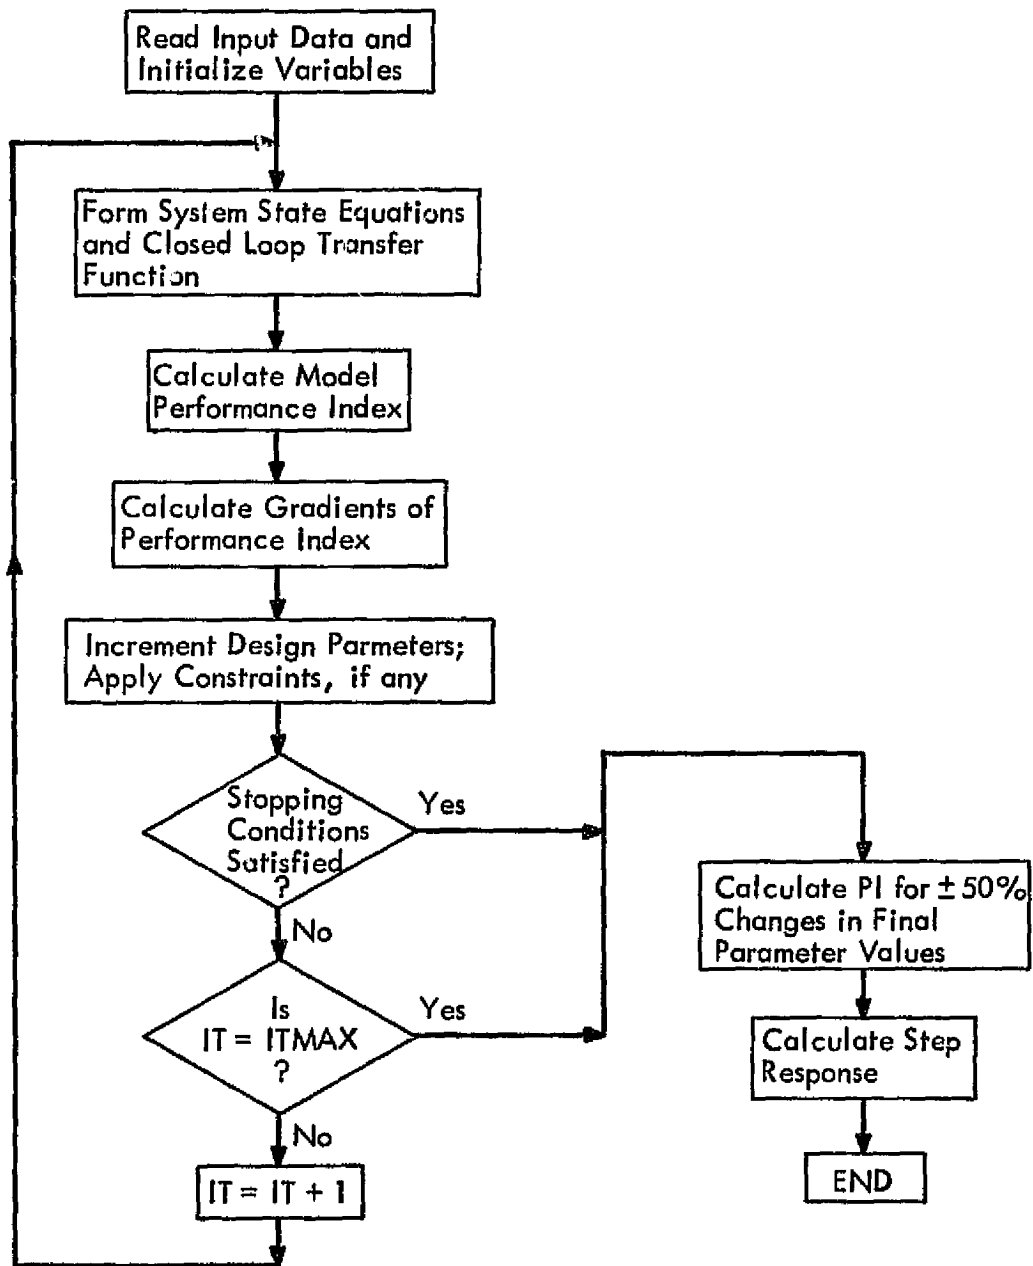 Read Input Data and
Initialize Variables
Form System State Equations
and Closed Loop Transfer
Function
Calculate Model
Performance Index
Calculate Gradients of
Performance Index
Increment Design Parmeters;
Apply Constraints, if any
Stopping
Conditions
Satisfied
?
Yes
No
Is
IT = ITMAX
?
Yes
No
IT = IT + 1
Calculate PI for ±50%
Changes in Final
Parameter Values
Calculate Step
Response
END